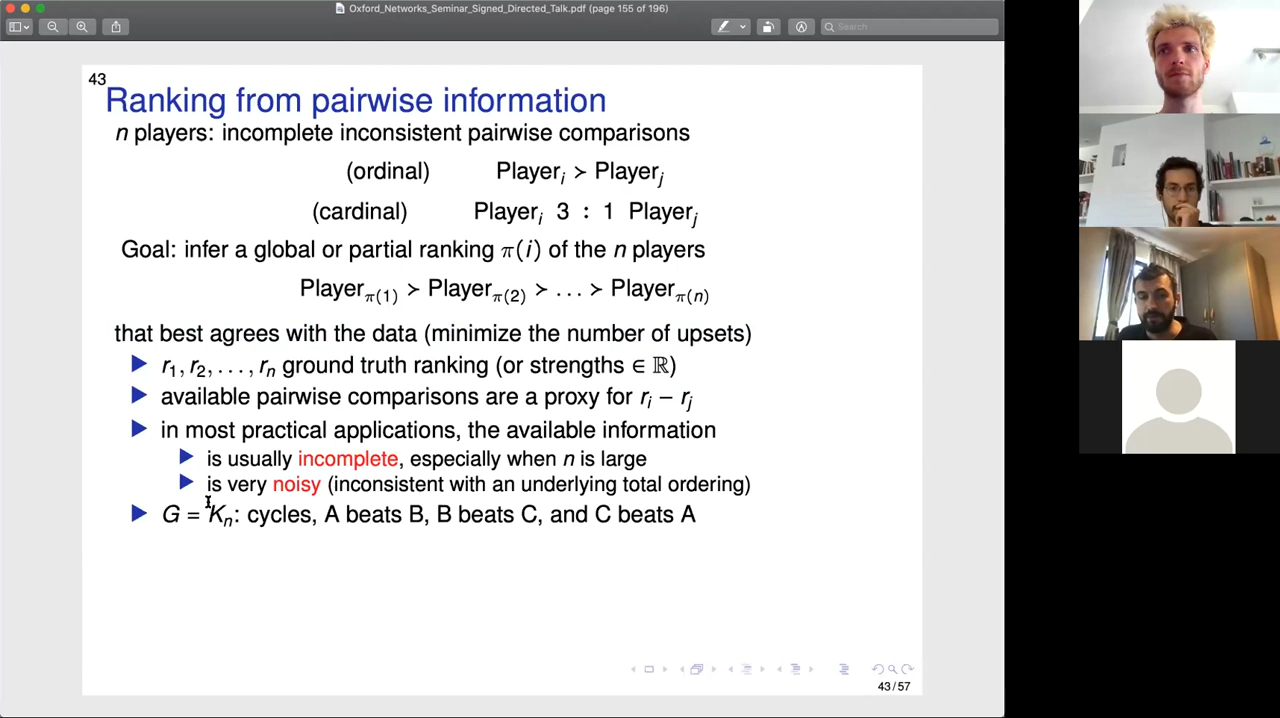 Oxford_Networks_Seminar_Signed_Directed_Talk.pdf (page 155 of 196)
Search
43
Ranking from pairwise information
n players: incomplete inconsistent pairwise comparisons
(ordinal) Player_i ≻ Player_j
(cardinal) Player_i 3 : 1 Player_j
Goal: infer a global or partial ranking π(i) of the n players
Player_π(1) ≻ Player_π(2) ≻ . . . ≻ Player_π(n)
that best agrees with the data (minimize the number of upsets)
▶ r_1, r_2, . . . , r_n ground truth ranking (or strengths ∈ ℝ)
▶ available pairwise comparisons are a proxy for r_i − r_j
▶ in most practical applications, the available information
▶ is usually incomplete, especially when n is large
▶ is very noisy (inconsistent with an underlying total ordering)
▶ G = K_n: cycles, A beats B, B beats C, and C beats A
43/57